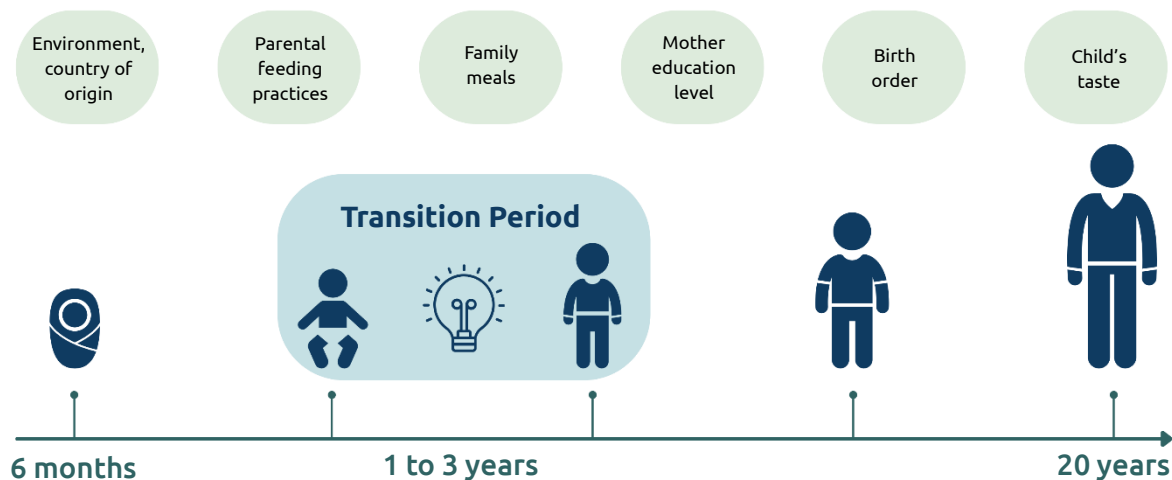 Environment,
country of
origin
Parental
feeding
practices
Family
meals
Mother
education
level
Birth
order
Child's
taste
Transition Period
6 months
1 to 3 years
20 years